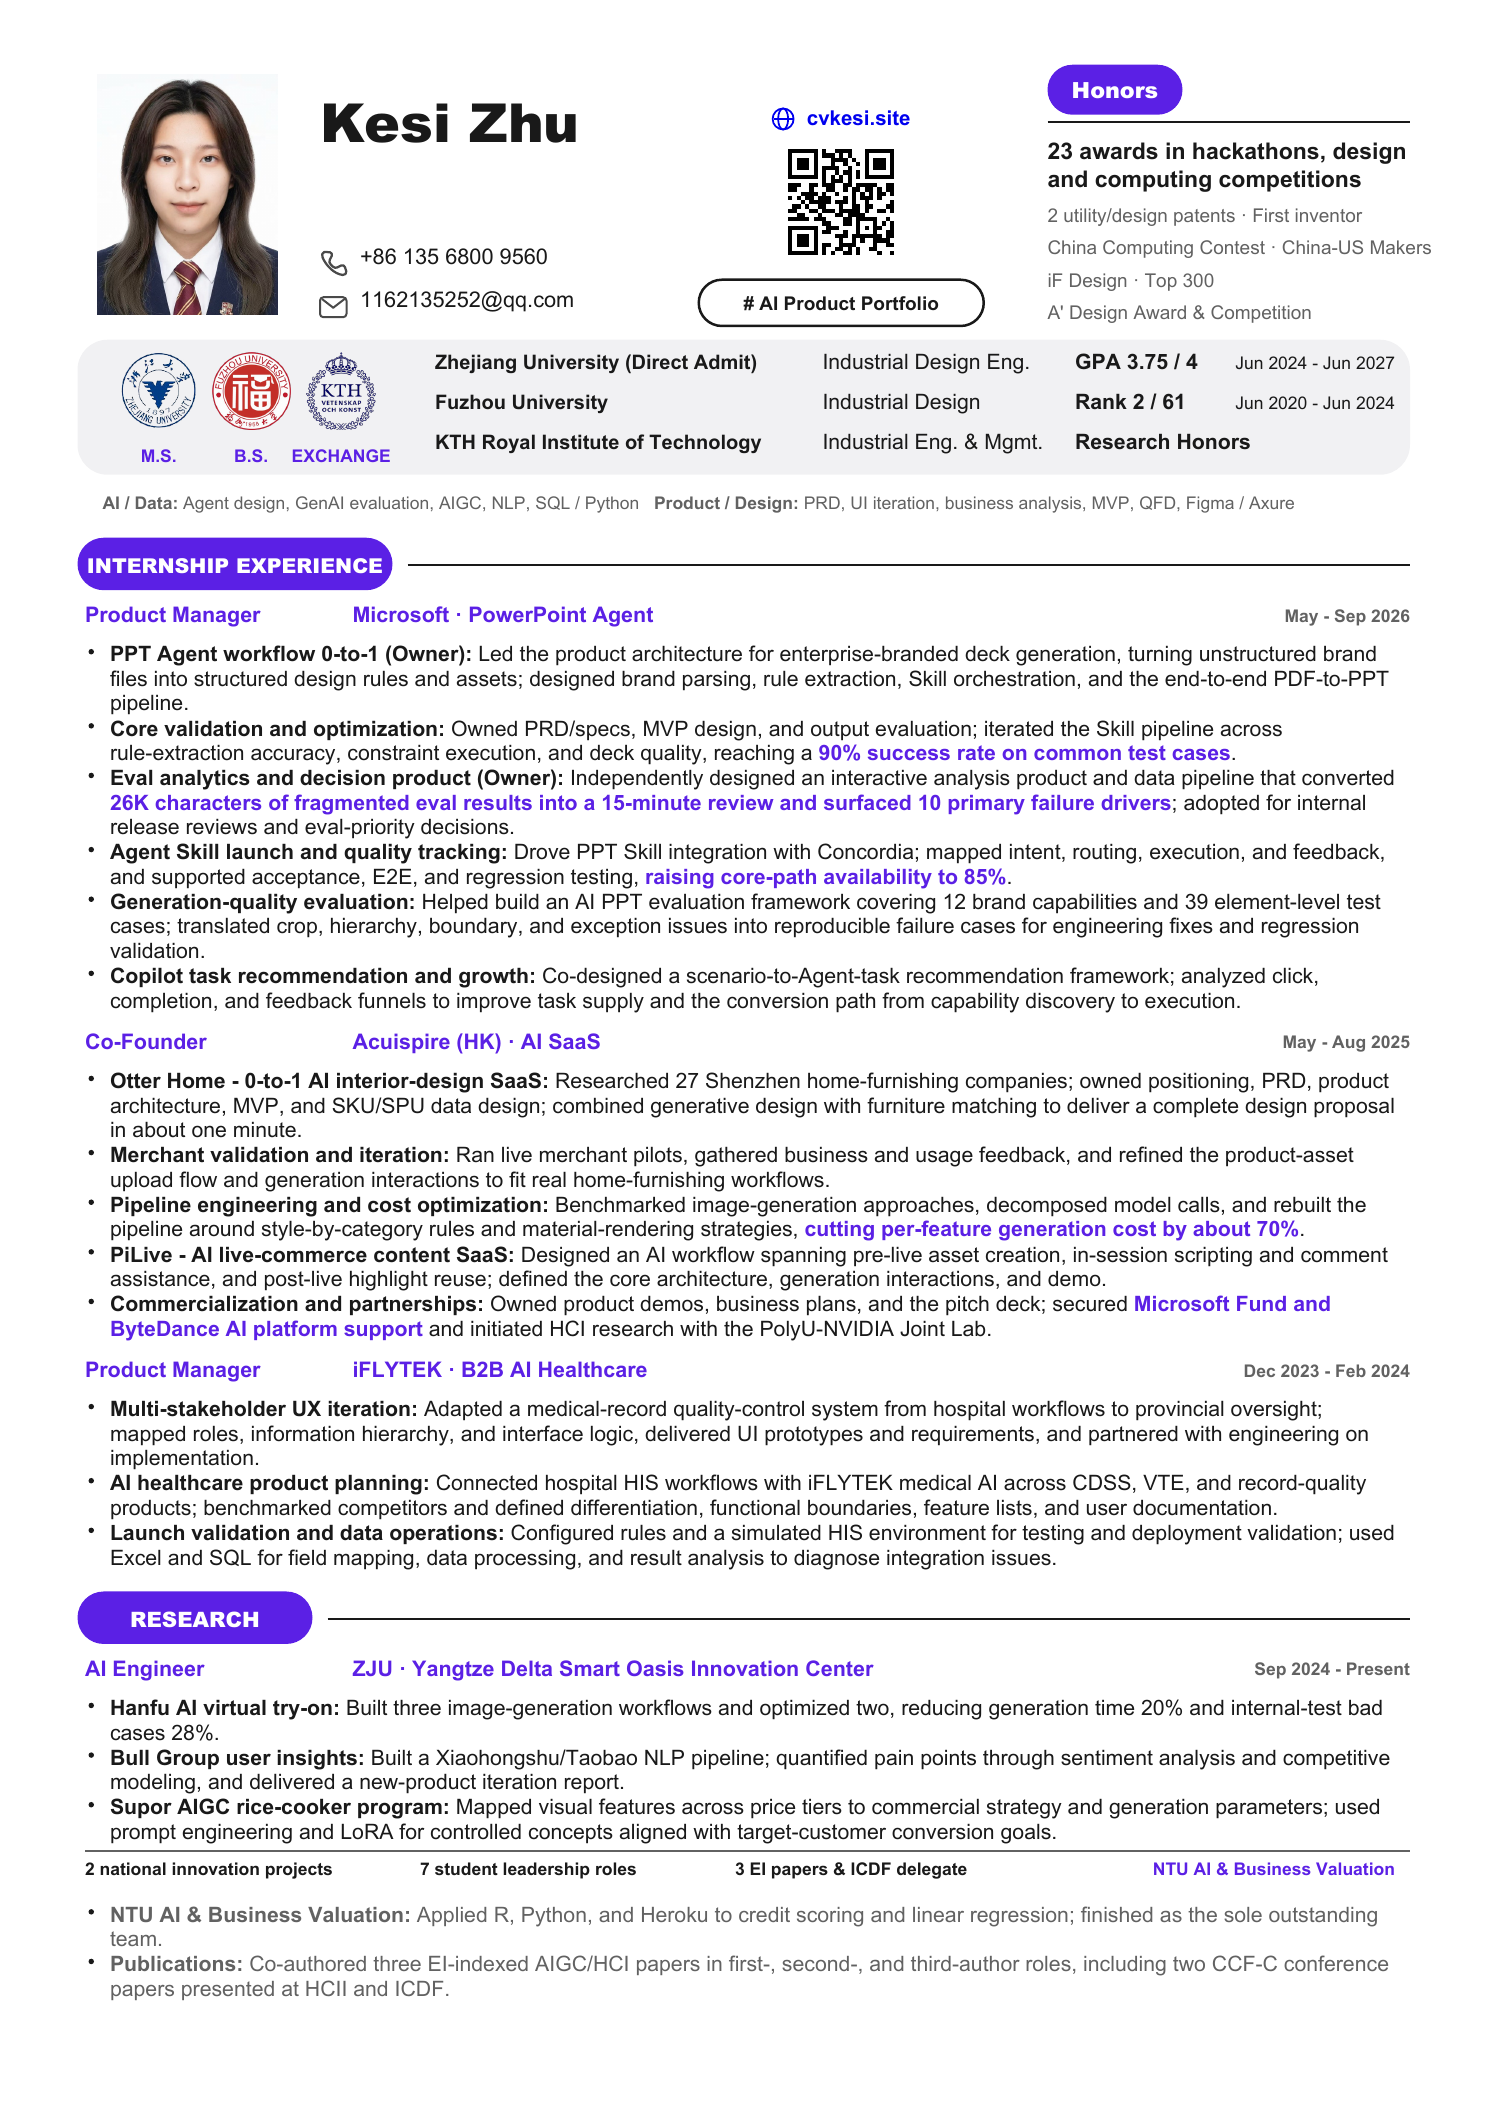 Kesi Zhu
+86 135 6800 9560
1162135252@qq.com
cvkesi.site
# AI Product Portfolio
Honors
23 awards in hackathons, design
and computing competitions
2 utility/design patents · First inventor
China Computing Contest · China-US Makers
iF Design · Top 300
A' Design Award & Competition
ZHEJIANG UNIVERSITY
1897
FUZHOU UNIVERSITY
福
1958
KTH
VETENSKAP
OCH KONST
M.S. B.S. EXCHANGE
Zhejiang University (Direct Admit) Industrial Design Eng. GPA 3.75 / 4 Jun 2024 - Jun 2027
Fuzhou University Industrial Design Rank 2 / 61 Jun 2020 - Jun 2024
KTH Royal Institute of Technology Industrial Eng. & Mgmt. Research Honors
AI / Data: Agent design, GenAI evaluation, AIGC, NLP, SQL / Python Product / Design: PRD, UI iteration, business analysis, MVP, QFD, Figma / Axure
INTERNSHIP EXPERIENCE
Product Manager Microsoft · PowerPoint Agent May - Sep 2026
• PPT Agent workflow 0-to-1 (Owner): Led the product architecture for enterprise-branded deck generation, turning unstructured brand
files into structured design rules and assets; designed brand parsing, rule extraction, Skill orchestration, and the end-to-end PDF-to-PPT
pipeline.
• Core validation and optimization: Owned PRD/specs, MVP design, and output evaluation; iterated the Skill pipeline across
rule-extraction accuracy, constraint execution, and deck quality, reaching a 90% success rate on common test cases.
• Eval analytics and decision product (Owner): Independently designed an interactive analysis product and data pipeline that converted
26K characters of fragmented eval results into a 15-minute review and surfaced 10 primary failure drivers; adopted for internal
release reviews and eval-priority decisions.
• Agent Skill launch and quality tracking: Drove PPT Skill integration with Concordia; mapped intent, routing, execution, and feedback,
and supported acceptance, E2E, and regression testing, raising core-path availability to 85%.
• Generation-quality evaluation: Helped build an AI PPT evaluation framework covering 12 brand capabilities and 39 element-level test
cases; translated crop, hierarchy, boundary, and exception issues into reproducible failure cases for engineering fixes and regression
validation.
• Copilot task recommendation and growth: Co-designed a scenario-to-Agent-task recommendation framework; analyzed click,
completion, and feedback funnels to improve task supply and the conversion path from capability discovery to execution.
Co-Founder Acuispire (HK) · AI SaaS May - Aug 2025
• Otter Home - 0-to-1 AI interior-design SaaS: Researched 27 Shenzhen home-furnishing companies; owned positioning, PRD, product
architecture, MVP, and SKU/SPU data design; combined generative design with furniture matching to deliver a complete design proposal
in about one minute.
• Merchant validation and iteration: Ran live merchant pilots, gathered business and usage feedback, and refined the product-asset
upload flow and generation interactions to fit real home-furnishing workflows.
• Pipeline engineering and cost optimization: Benchmarked image-generation approaches, decomposed model calls, and rebuilt the
pipeline around style-by-category rules and material-rendering strategies, cutting per-feature generation cost by about 70%.
• PiLive - AI live-commerce content SaaS: Designed an AI workflow spanning pre-live asset creation, in-session scripting and comment
assistance, and post-live highlight reuse; defined the core architecture, generation interactions, and demo.
• Commercialization and partnerships: Owned product demos, business plans, and the pitch deck; secured Microsoft Fund and
ByteDance AI platform support and initiated HCI research with the PolyU-NVIDIA Joint Lab.
Product Manager iFLYTEK · B2B AI Healthcare Dec 2023 - Feb 2024
• Multi-stakeholder UX iteration: Adapted a medical-record quality-control system from hospital workflows to provincial oversight;
mapped roles, information hierarchy, and interface logic, delivered UI prototypes and requirements, and partnered with engineering on
implementation.
• AI healthcare product planning: Connected hospital HIS workflows with iFLYTEK medical AI across CDSS, VTE, and record-quality
products; benchmarked competitors and defined differentiation, functional boundaries, feature lists, and user documentation.
• Launch validation and data operations: Configured rules and a simulated HIS environment for testing and deployment validation; used
Excel and SQL for field mapping, data processing, and result analysis to diagnose integration issues.
RESEARCH
AI Engineer ZJU · Yangtze Delta Smart Oasis Innovation Center Sep 2024 - Present
• Hanfu AI virtual try-on: Built three image-generation workflows and optimized two, reducing generation time 20% and internal-test bad
cases 28%.
• Bull Group user insights: Built a Xiaohongshu/Taobao NLP pipeline; quantified pain points through sentiment analysis and competitive
modeling, and delivered a new-product iteration report.
• Supor AIGC rice-cooker program: Mapped visual features across price tiers to commercial strategy and generation parameters; used
prompt engineering and LoRA for controlled concepts aligned with target-customer conversion goals.
2 national innovation projects 7 student leadership roles 3 EI papers & ICDF delegate NTU AI & Business Valuation
• NTU AI & Business Valuation: Applied R, Python, and Heroku to credit scoring and linear regression; finished as the sole outstanding
team.
• Publications: Co-authored three EI-indexed AIGC/HCI papers in first-, second-, and third-author roles, including two CCF-C conference
papers presented at HCII and ICDF.